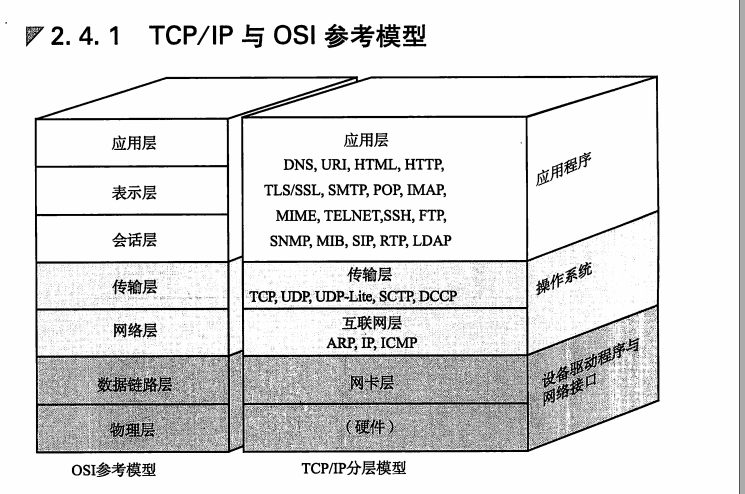 2.4.1 TCP/IP 与 OSI 参考模型
应用层
表示层
会话层
传输层
网络层
数据链路层
物理层
OSI参考模型
应用层
DNS, URI, HTML, HTTP,
TLS/SSL, SMTP, POP, IMAP,
MIME, TELNET,SSH, FTP,
SNMP, MIB, SIP, RTP, LDAP
传输层
TCP, UDP, UDP-Lite, SCTP, DCCP
互联网层
ARP, IP, ICMP
网卡层
（硬件）
TCP/IP分层模型
应用程序
操作系统
设备驱动程序与
网络接口